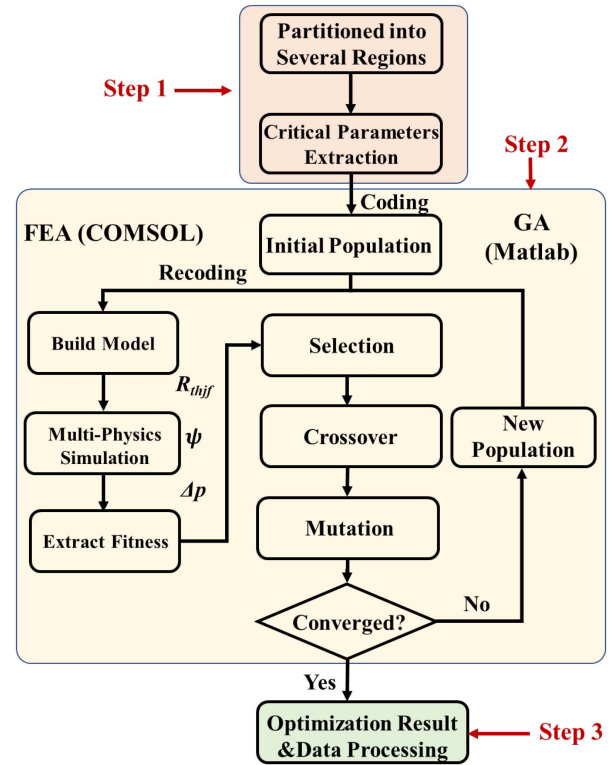 Partitioned into
Several Regions
Step 1
Critical Parameters
Extraction
Step 2
Coding
FEA (COMSOL)
GA
(Matlab)
Initial Population
Recoding
Build Model
Selection
R_thjf
Multi-Physics
Simulation
ψ
Crossover
New
Population
Δp
Extract Fitness
Mutation
Converged?
No
Yes
Optimization Result
&Data Processing
Step 3